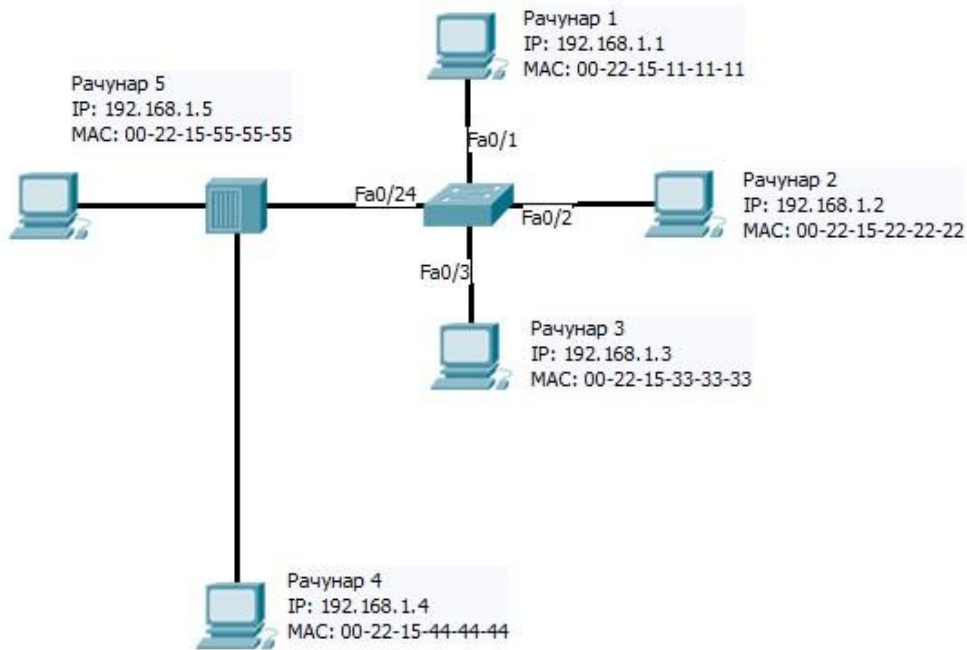 Рачунар 1
IP: 192.168.1.1
MAC: 00-22-15-11-11-11
Рачунар 5
IP: 192.168.1.5
MAC: 00-22-15-55-55-55
Fa0/1
Fa0/24
Fa0/2
Рачунар 2
IP: 192.168.1.2
MAC: 00-22-15-22-22-22
Fa0/3
Рачунар 3
IP: 192.168.1.3
MAC: 00-22-15-33-33-33
Рачунар 4
IP: 192.168.1.4
MAC: 00-22-15-44-44-44